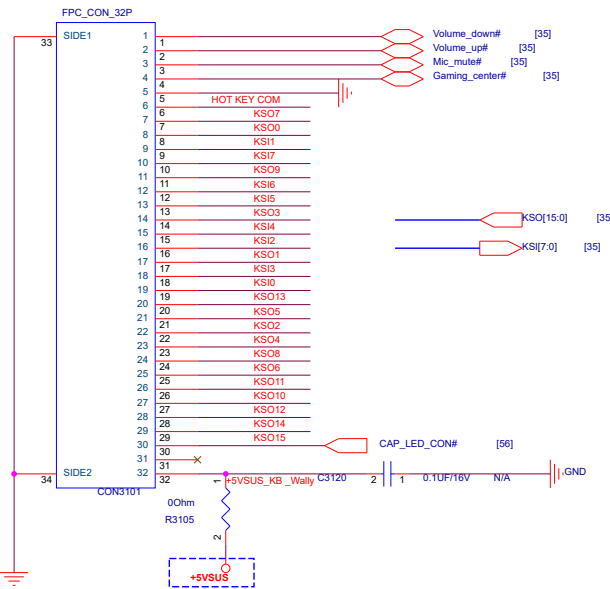 FPC_CON_32P
33 SIDE1 1 1 Volume_down# [35]
2 2 Volume_up# [35]
3 3 Mic_mute# [35]
4 4 Gaming_center# [35]
5 5 HOT KEY COM
6 6 KSO7
7 7 KSO0
8 8 KSI1
9 9 KSI7
10 10 KSO9
11 11 KSI6
12 12 KSI5
13 13 KSO3
14 14 KSI4 KSO[15:0] [35
15 15 KSI2
16 16 KSO1 KSI[7:0] [35]
17 17 KSI3
18 18 KSI0
19 19 KSO13
20 20 KSO5
21 21 KSO2
22 22 KSO4
23 23 KSO8
24 24 KSO6
25 25 KSO11
26 26 KSO10
27 27 KSO12
28 28 KSO14
29 29 KSO15
30 30 CAP_LED_CON# [56]
31 31
34 SIDE2 32 32 1 +5VSUS_KB _Wally C3120 2 1 0.1UF/16V N/A GND
CON3101
0Ohm
R3105
2
+5VSUS